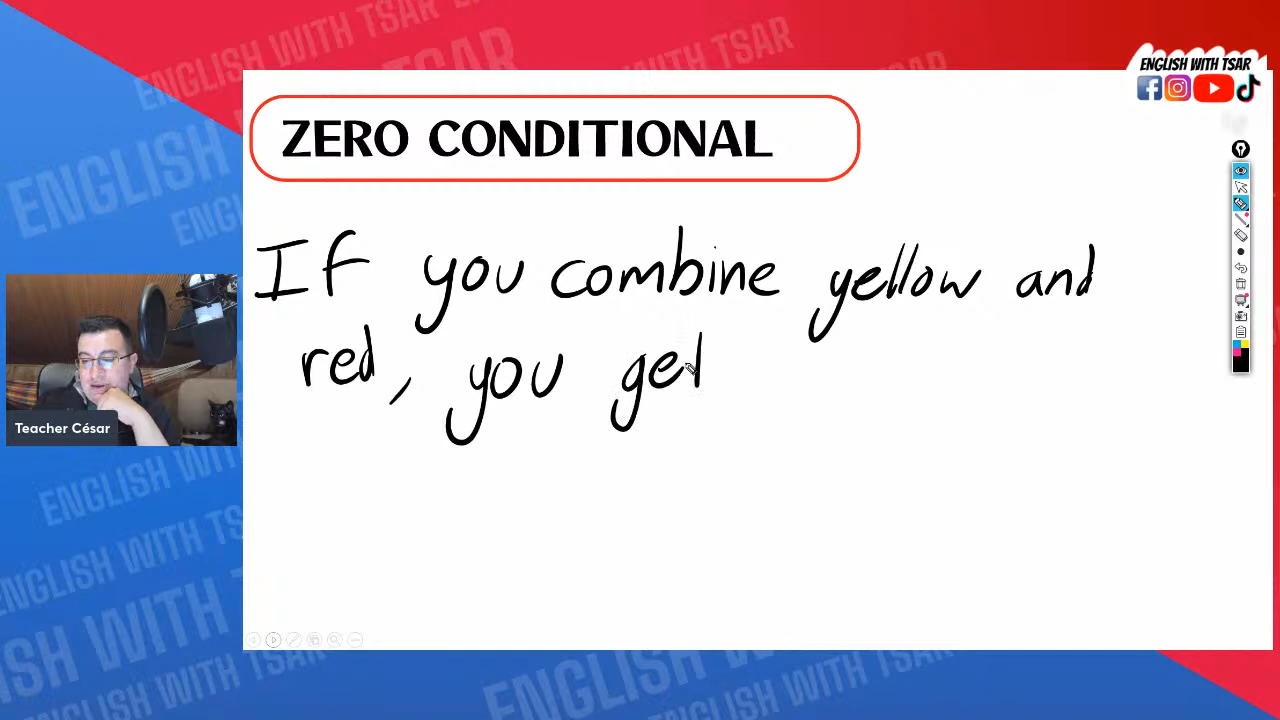 ENGLISH WITH TSAR
ZERO CONDITIONAL
If you combine yellow and
red, you get
Teacher César